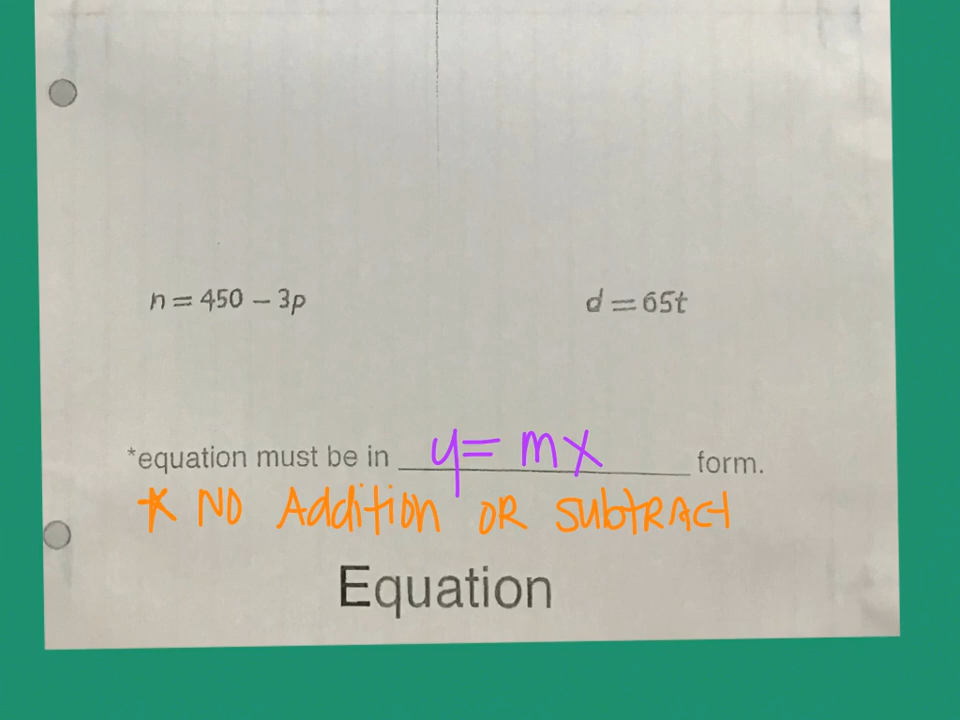 n = 450 – 3p
d = 65t
*equation must be in y = mx form.
* NO Addition OR SubtRACt
Equation